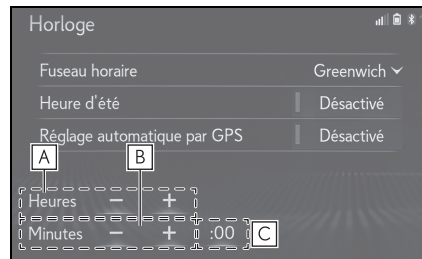 Horloge
Fuseau horaire Greenwich
Heure d'été Désactivé
Réglage automatique par GPS Désactivé
A B
Heures − +
Minutes − + :00 C